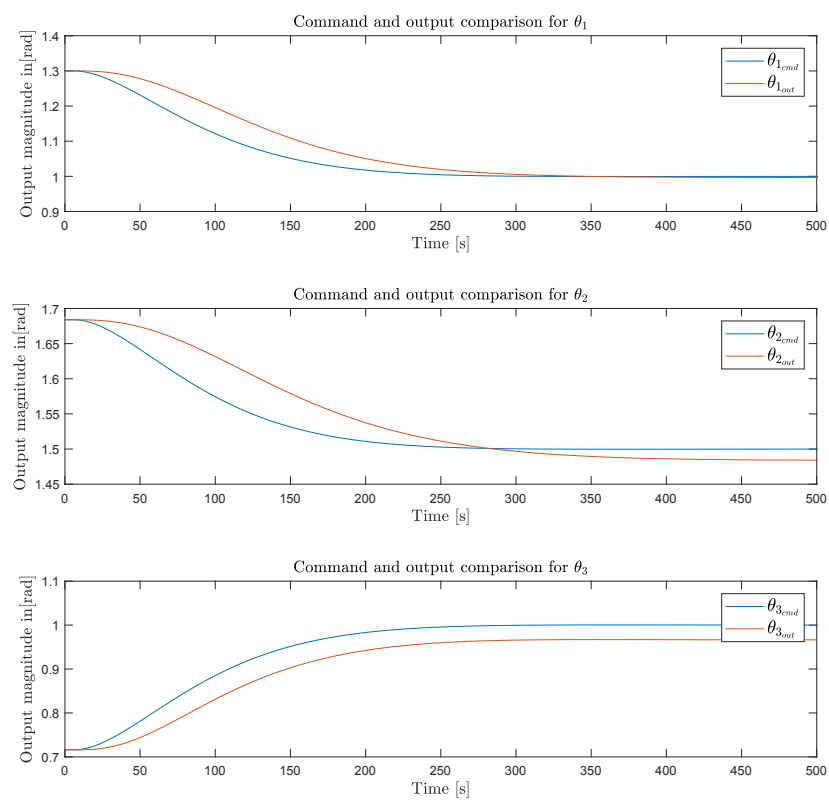 Command and output comparison for θ₁
Output magnitude in[rad]
1.4
1.3
1.2
1.1
1
0.9
θ₁cmd
θ₁out
0 50 100 150 200 250 300 350 400 450 500
Time [s]
Command and output comparison for θ₂
Output magnitude in[rad]
1.7
1.65
1.6
1.55
1.5
1.45
θ₂cmd
θ₂out
0 50 100 150 200 250 300 350 400 450 500
Time [s]
Command and output comparison for θ₃
Output magnitude in[rad]
1.1
1
0.9
0.8
0.7
θ₃cmd
θ₃out
0 50 100 150 200 250 300 350 400 450 500
Time [s]